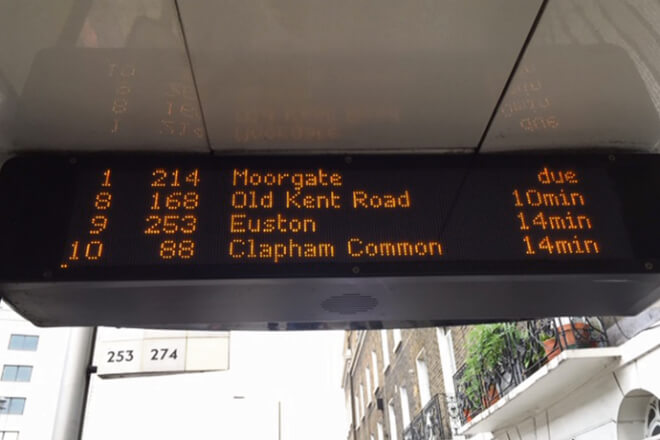 1 214 Moorgate due
8 168 Old Kent Road 10min
9 253 Euston 14min
10 88 Clapham Common 14min
253 274